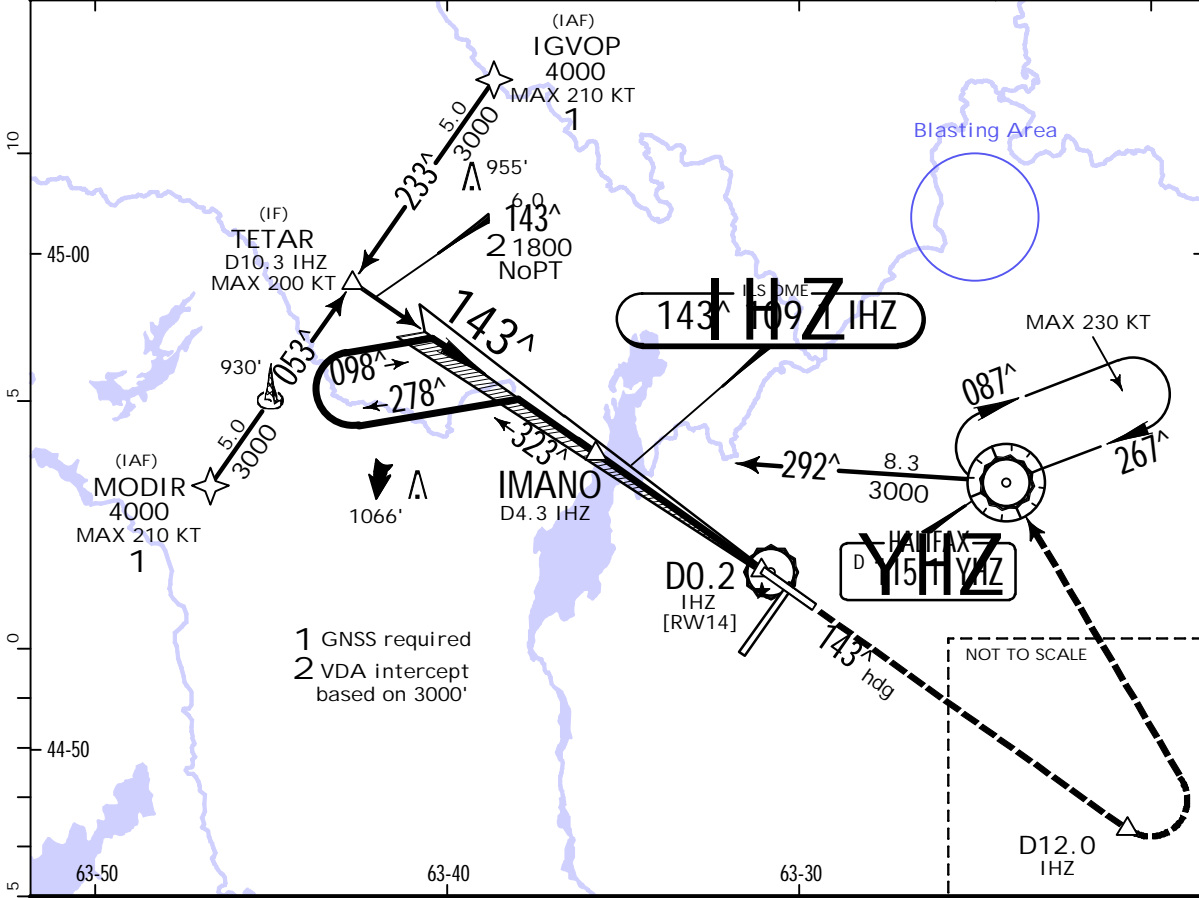 (IAF)
IGVOP
4000
MAX 210 KT
1
5.0
3000
233^
955'
Blasting Area
10
(IF)
TETAR
D10.3 IHZ
MAX 200 KT
6.0
143^
2 1800
NoPT
45-00
143^
ILS DME
143^ 109.1 IHZ
IHZ
MAX 230 KT
087^
267^
930'
053^
098^
278^
5
5.0
3000
323^
292^
8.3
3000
(IAF)
MODIR
4000
MAX 210 KT
1
1066'
IMANO
D4.3 IHZ
HALIFAX
D 115.1 YHZ
YHZ
D0.2
IHZ
[RW14]
1 GNSS required
2 VDA intercept
based on 3000'
0
143^ hdg
NOT TO SCALE
44-50
D12.0
IHZ
5
63-50
63-40
63-30